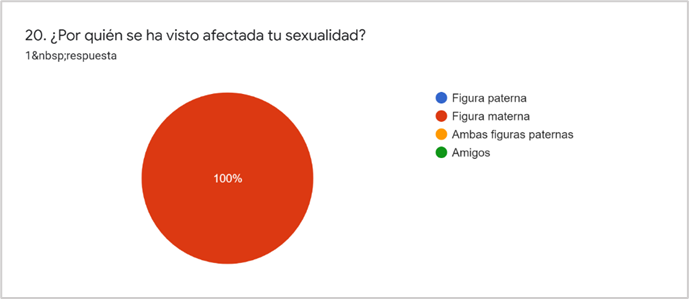 20. ¿Por quién se ha visto afectada tu sexualidad?
1&nbsp;respuesta
Figura paterna
Figura materna
Ambas figuras paternas
Amigos
100%